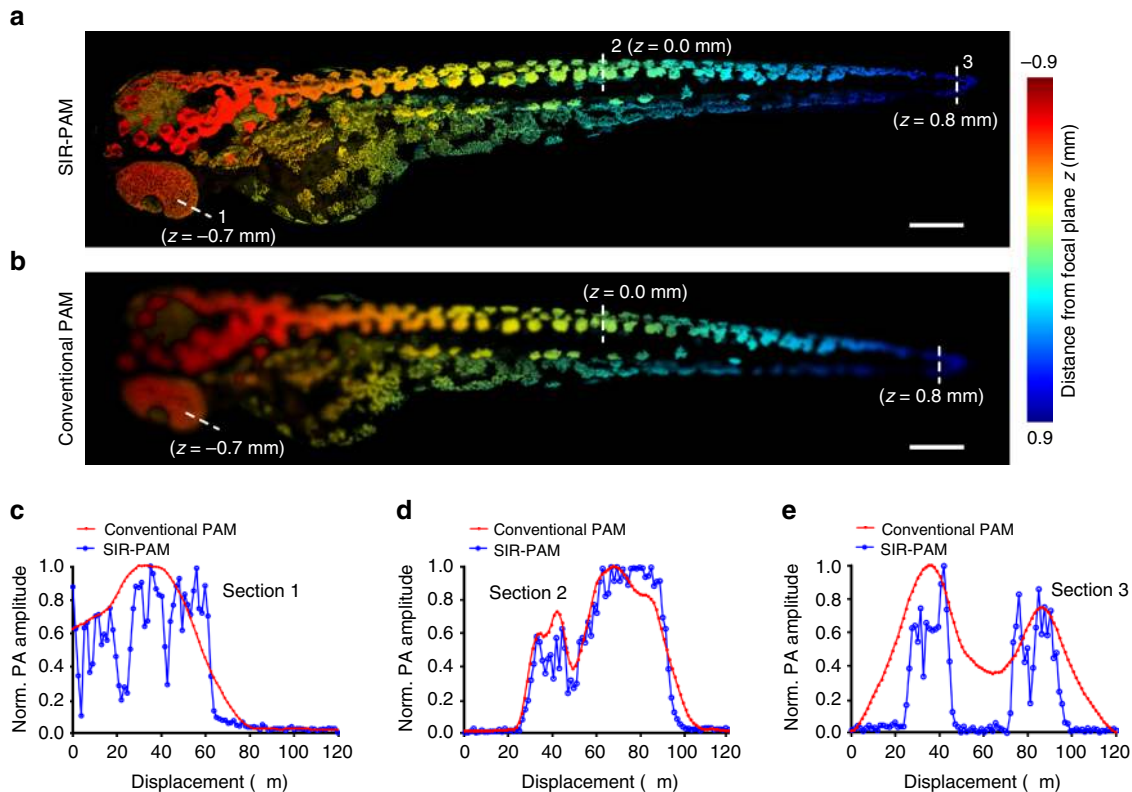 a
SIR-PAM
2 (z = 0.0 mm)
3
(z = 0.8 mm)
1
(z = –0.7 mm)
–0.9
Distance from focal plane z (mm)
0.9
b
Conventional PAM
(z = 0.0 mm)
(z = 0.8 mm)
(z = –0.7 mm)
c
Conventional PAM
SIR-PAM
Section 1
Norm. PA amplitude
1.0
0.8
0.6
0.4
0.2
0.0
0 20 40 60 80 100 120
Displacement ( m)
d
Conventional PAM
SIR-PAM
Section 2
Norm. PA amplitude
1.0
0.8
0.6
0.4
0.2
0.0
0 20 40 60 80 100 120
Displacement ( m)
e
Conventional PAM
SIR-PAM
Section 3
Norm. PA amplitude
1.0
0.8
0.6
0.4
0.2
0.0
0 20 40 60 80 100 120
Displacement ( m)